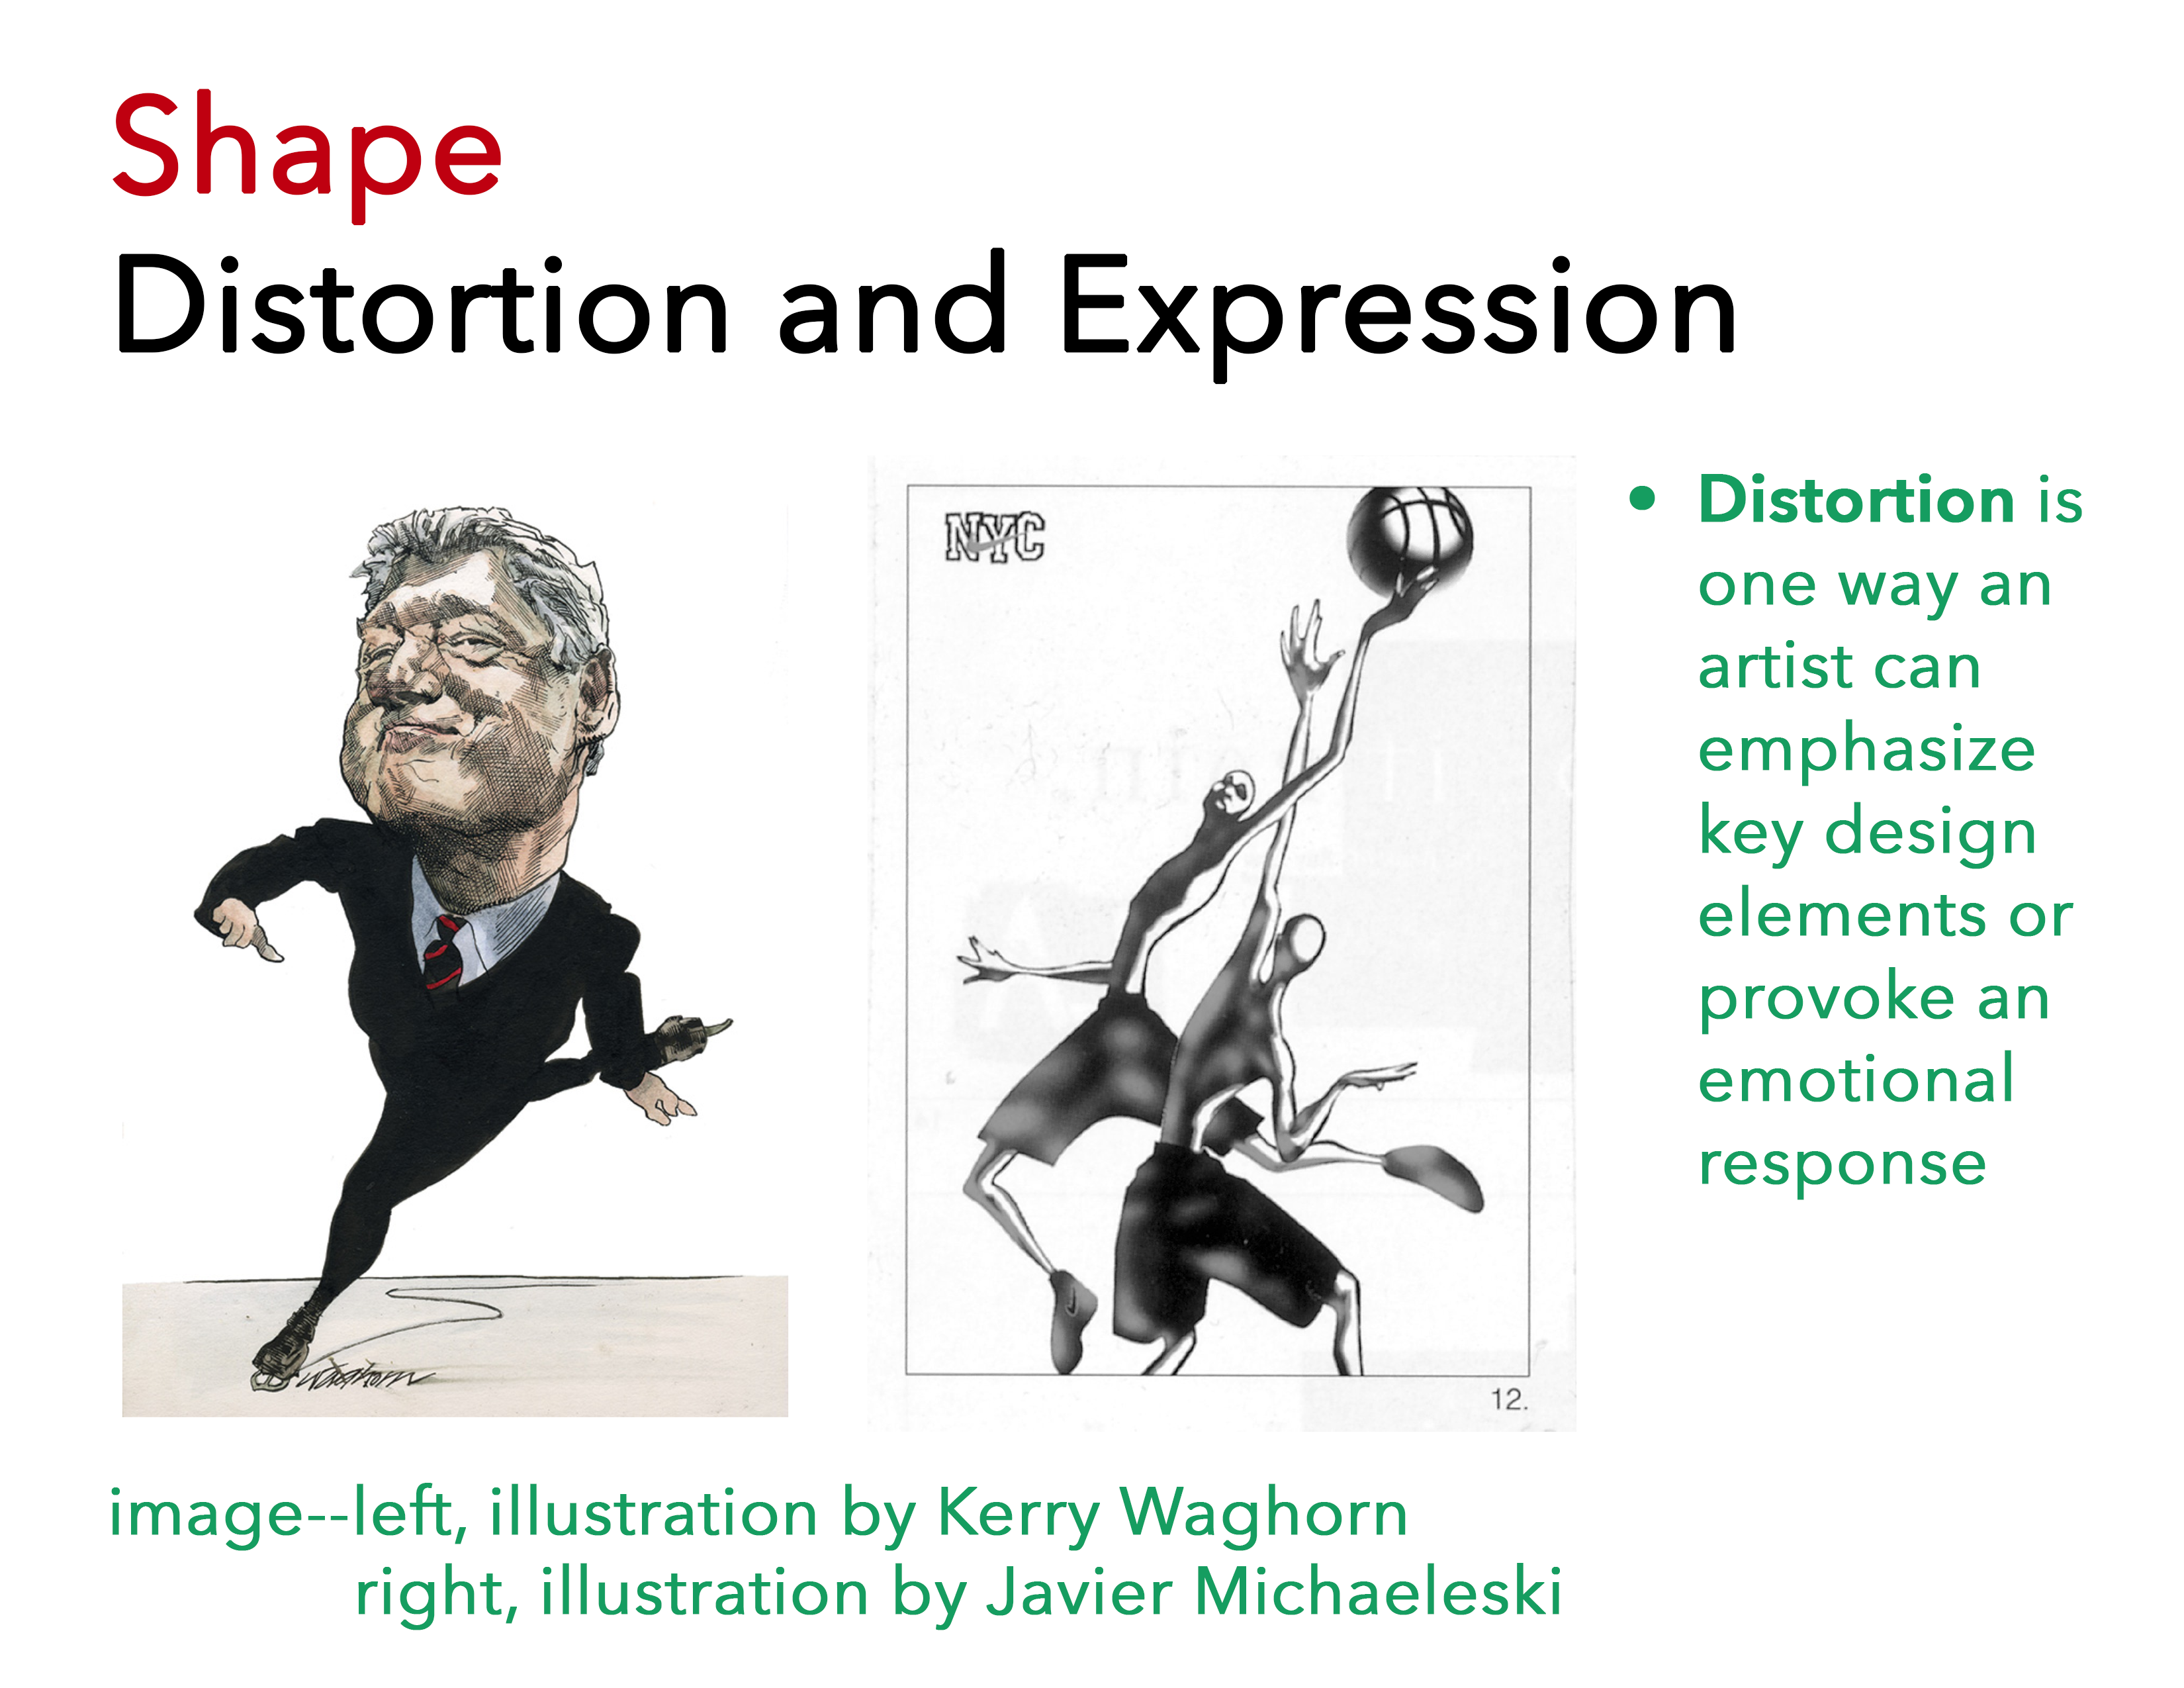 Shape
Distortion and Expression
NYC
• Distortion is
one way an
artist can
emphasize
key design
elements or
provoke an
emotional
response
Waghorn
12.
image--left, illustration by Kerry Waghorn
right, illustration by Javier Michaeleski